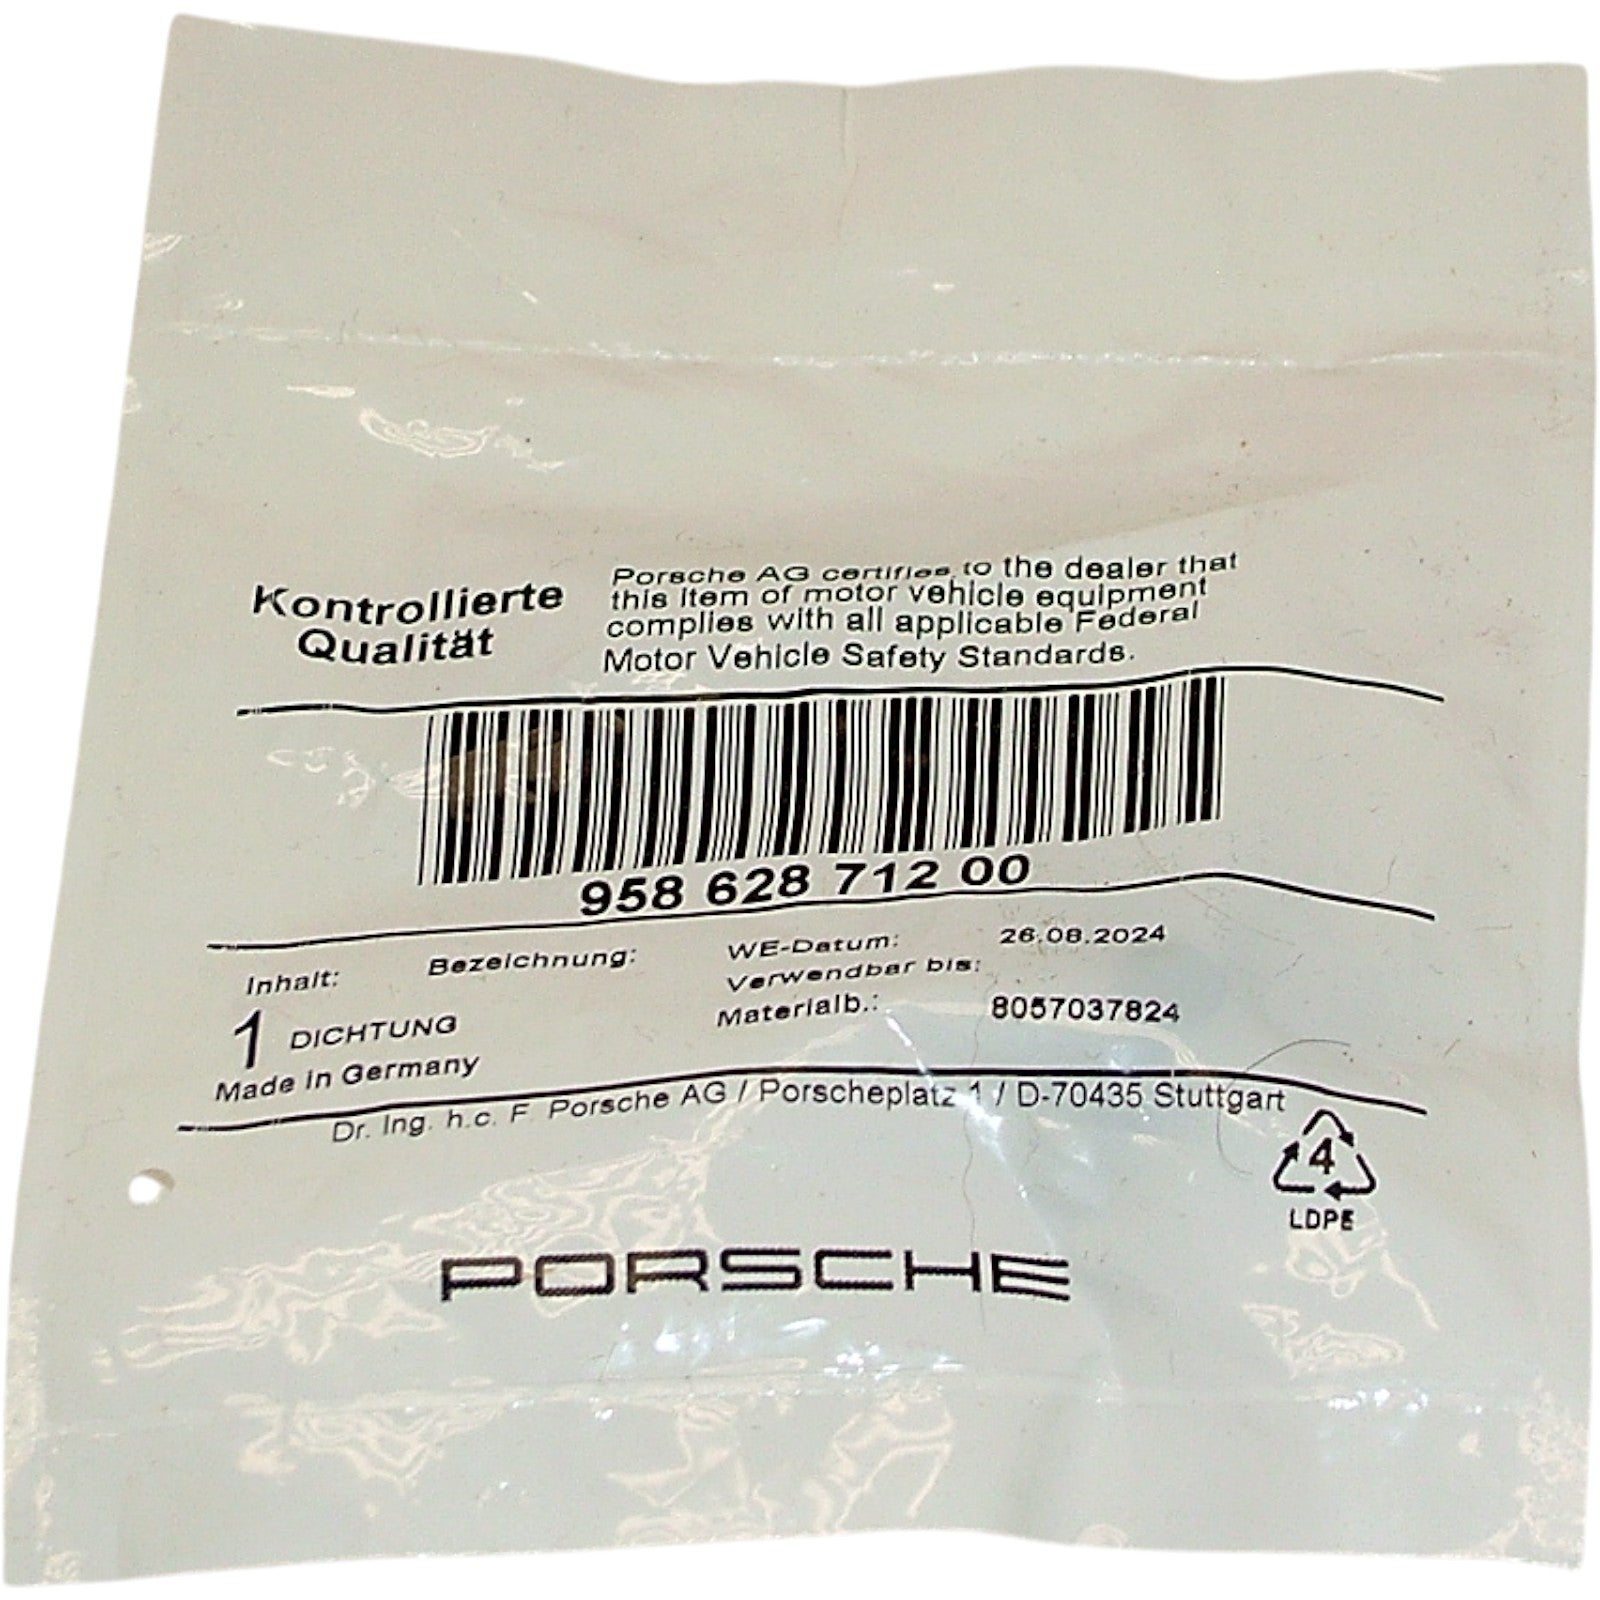 Kontrollierte
Qualität
Porsche AG certifies to the dealer that
this item of motor vehicle equipment
complies with all applicable Federal
Motor Vehicle Safety Standards.
958 628 712 00
Inhalt: Bezeichnung: WE-Datum: 26.08.2024
Verwendbar bis:
Materialb.: 8057037824
1 DICHTUNG
Made in Germany
Dr. Ing. h.c. F. Porsche AG / Porscheplatz 1 / D-70435 Stuttgart
4
LDPE
PORSCHE